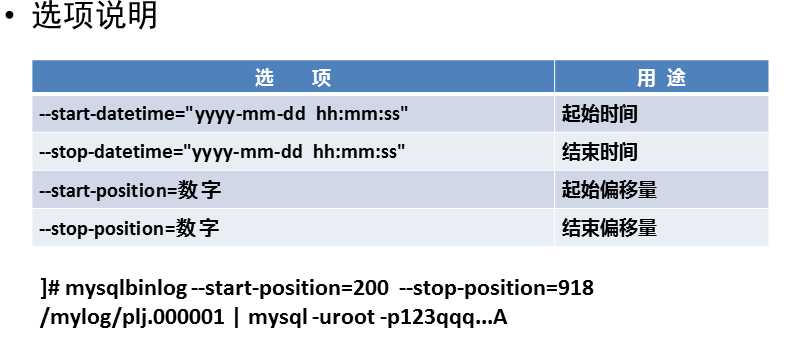 • 选项说明
选 项 用 途
--start-datetime="yyyy-mm-dd hh:mm:ss" 起始时间
--stop-datetime="yyyy-mm-dd hh:mm:ss" 结束时间
--start-position=数字 起始偏移量
--stop-position=数字 结束偏移量
]# mysqlbinlog --start-position=200 --stop-position=918
/mylog/plj.000001 | mysql -uroot -p123qqq...A